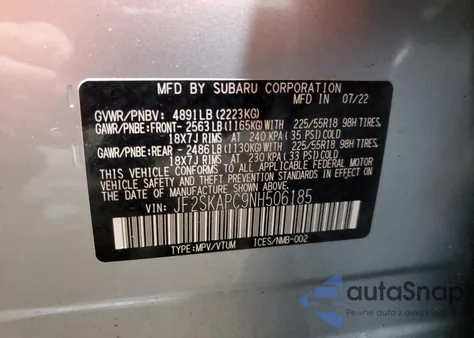 MFD BY SUBARU CORPORATION
MFD. IN 07/22
GVWR/PNBV: 4891LB (2223KG)
GAWR/PNBE:FRONT- 2563LB(1165KG)WITH 225/55R18 98H TIRES,
18X7J RIMS AT 240 KPA(35 PSI)COLD
GAWR/PNBE:REAR - 2486LB(1130KG)WITH 225/55R18 98H TIRES,
18X7J RIMS AT 230 KPA(33 PSI)COLD
THIS VEHICLE CONFORMS TO ALL APPLICABLE FEDERAL MOTOR
VEHICLE SAFETY AND BUMPER STANDARDS IN EFFECT ON THE DATE OF
MANUFACTURE SHOWN ABOVE.
VIN: JF2SKAPC9NH506185
TYPE:MPV/VTUM ICES/NMB-002
autoSnap
Pewne auto z aukcji